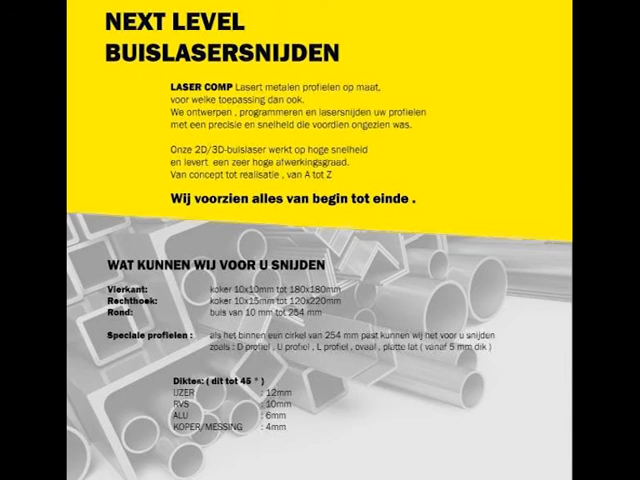 NEXT LEVEL
BUISLASERSNIJDEN
LASER COMP Lasert metalen profielen op maat,
voor welke toepassing dan ook.
We ontwerpen , programmeren en lasersnijden uw profielen
met een precisie en snelheid die voordien ongezien was.
Onze 2D/3D-buislaser werkt op hoge snelheid
en levert een zeer hoge afwerkingsgraad.
Van concept tot realisatie , van A tot Z
Wij voorzien alles van begin tot einde .
WAT KUNNEN WIJ VOOR U SNIJDEN
Vierkant: koker 10x10mm tot 180x180mm
Rechthoek: koker 10x15mm tot 120x220mm
Rond: buis van 10 mm tot 254 mm
Speciale profielen : als het binnen een cirkel van 254 mm past kunnen wij het voor u snijden
zoals : D profiel , U profiel , L profiel , ovaal , platte lat ( vanaf 5 mm dik )
Diktes: ( dit tot 45 ° )
IJZER : 12mm
RVS : 10mm
ALU : 6mm
KOPER/MESSING : 4mm